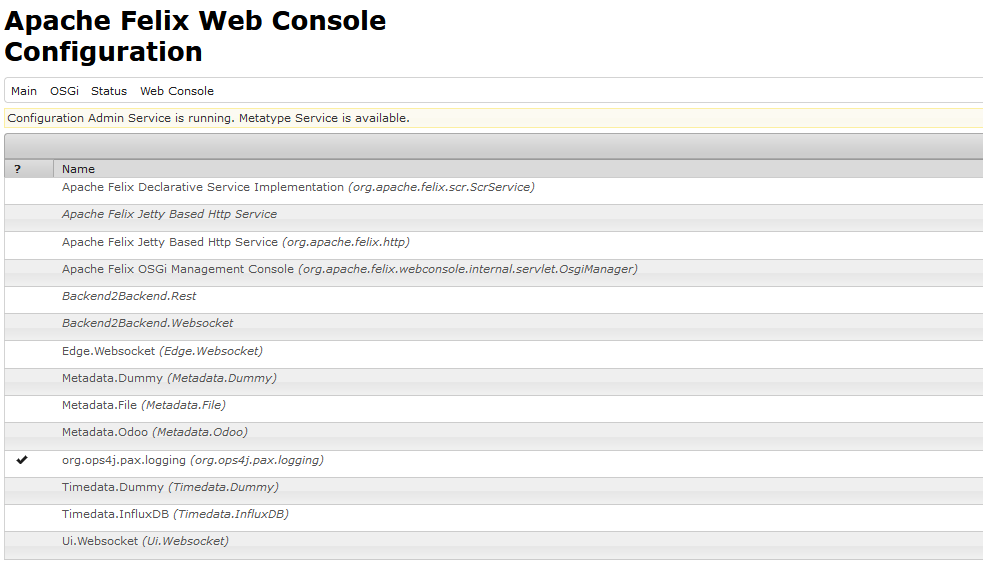 Apache Felix Web Console
Configuration
Main OSGi Status Web Console
Configuration Admin Service is running. Metatype Service is available.
? Name
Apache Felix Declarative Service Implementation (org.apache.felix.scr.ScrService)
Apache Felix Jetty Based Http Service
Apache Felix Jetty Based Http Service (org.apache.felix.http)
Apache Felix OSGi Management Console (org.apache.felix.webconsole.internal.servlet.OsgiManager)
Backend2Backend.Rest
Backend2Backend.Websocket
Edge.Websocket (Edge.Websocket)
Metadata.Dummy (Metadata.Dummy)
Metadata.File (Metadata.File)
Metadata.Odoo (Metadata.Odoo)
org.ops4j.pax.logging (org.ops4j.pax.logging)
Timedata.Dummy (Timedata.Dummy)
Timedata.InfluxDB (Timedata.InfluxDB)
Ui.Websocket (Ui.Websocket)